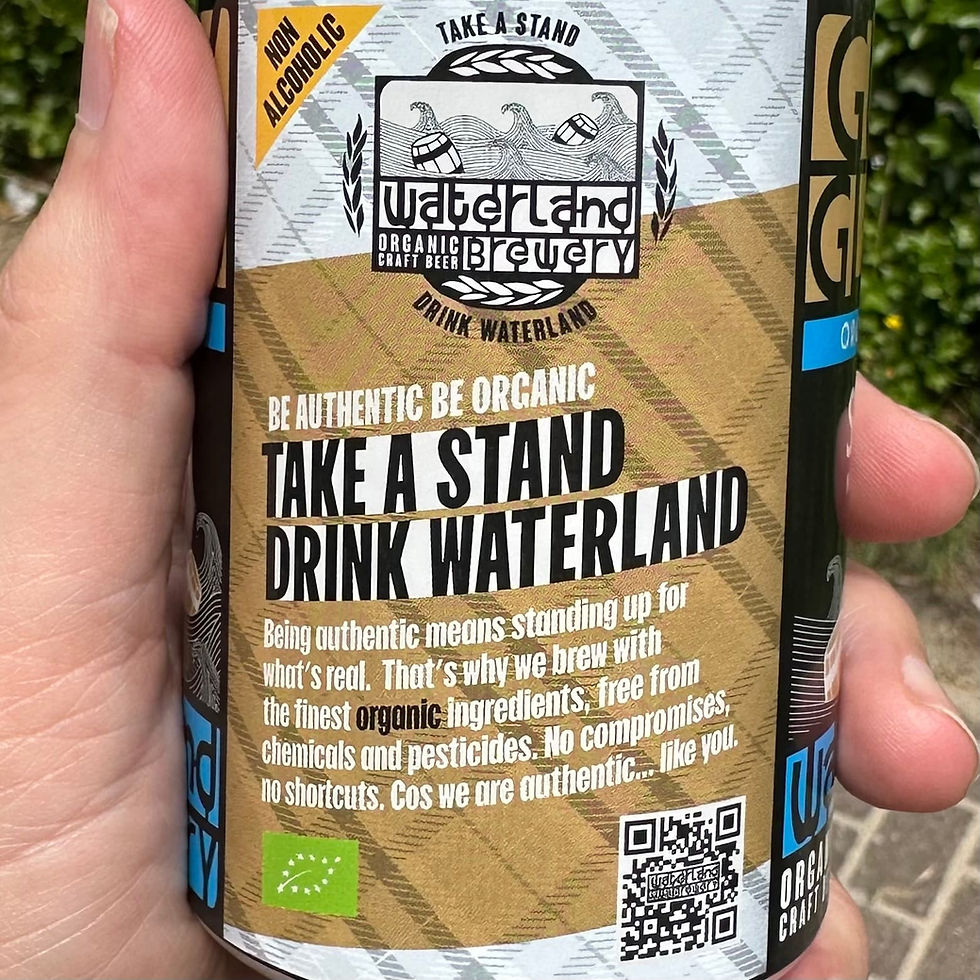 NON
ALCOHOLIC
TAKE A STAND
Waterland
ORGANIC
CRAFT BEER
Brewery
DRINK WATERLAND
BE AUTHENTIC BE ORGANIC
TAKE A STAND
DRINK WATERLAND
Being authentic means standing up for
what's real. That's why we brew with
the finest organic ingredients, free from
chemicals and pesticides. No compromises,
no shortcuts. Cos we are authentic... like you.
waterland
brewery